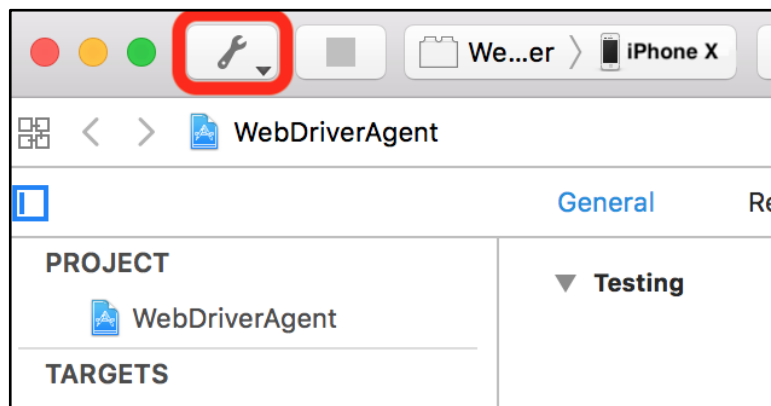 We...er iPhone X
WebDriverAgent
General Re
PROJECT
Testing
WebDriverAgent
TARGETS